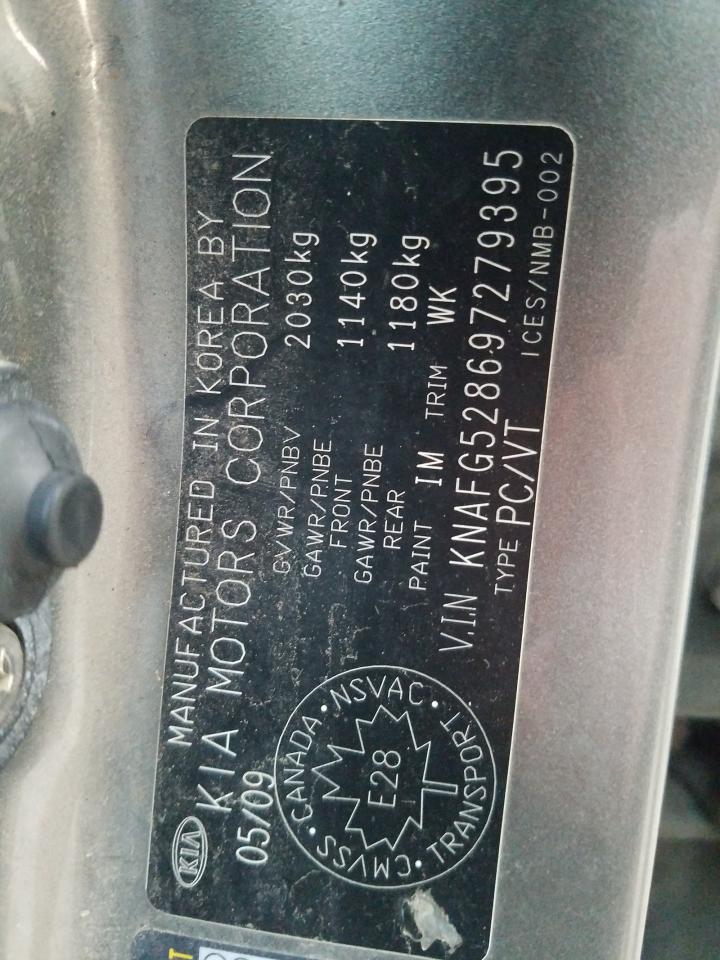 KIA
MANUFACTURED IN KOREA BY
KIA MOTORS CORPORATION
05/09
GVWR/PNBV 2030kg
GAWR/PNBE FRONT 1140kg
GAWR/PNBE REAR 1180kg
PAINT IM TRIM WK
V.I.N KNAFG528697279395
TYPE PC/VT
ICES/NMB-002
CANADA · NSVAC · TRANSPORT · CMVSS ·
E28